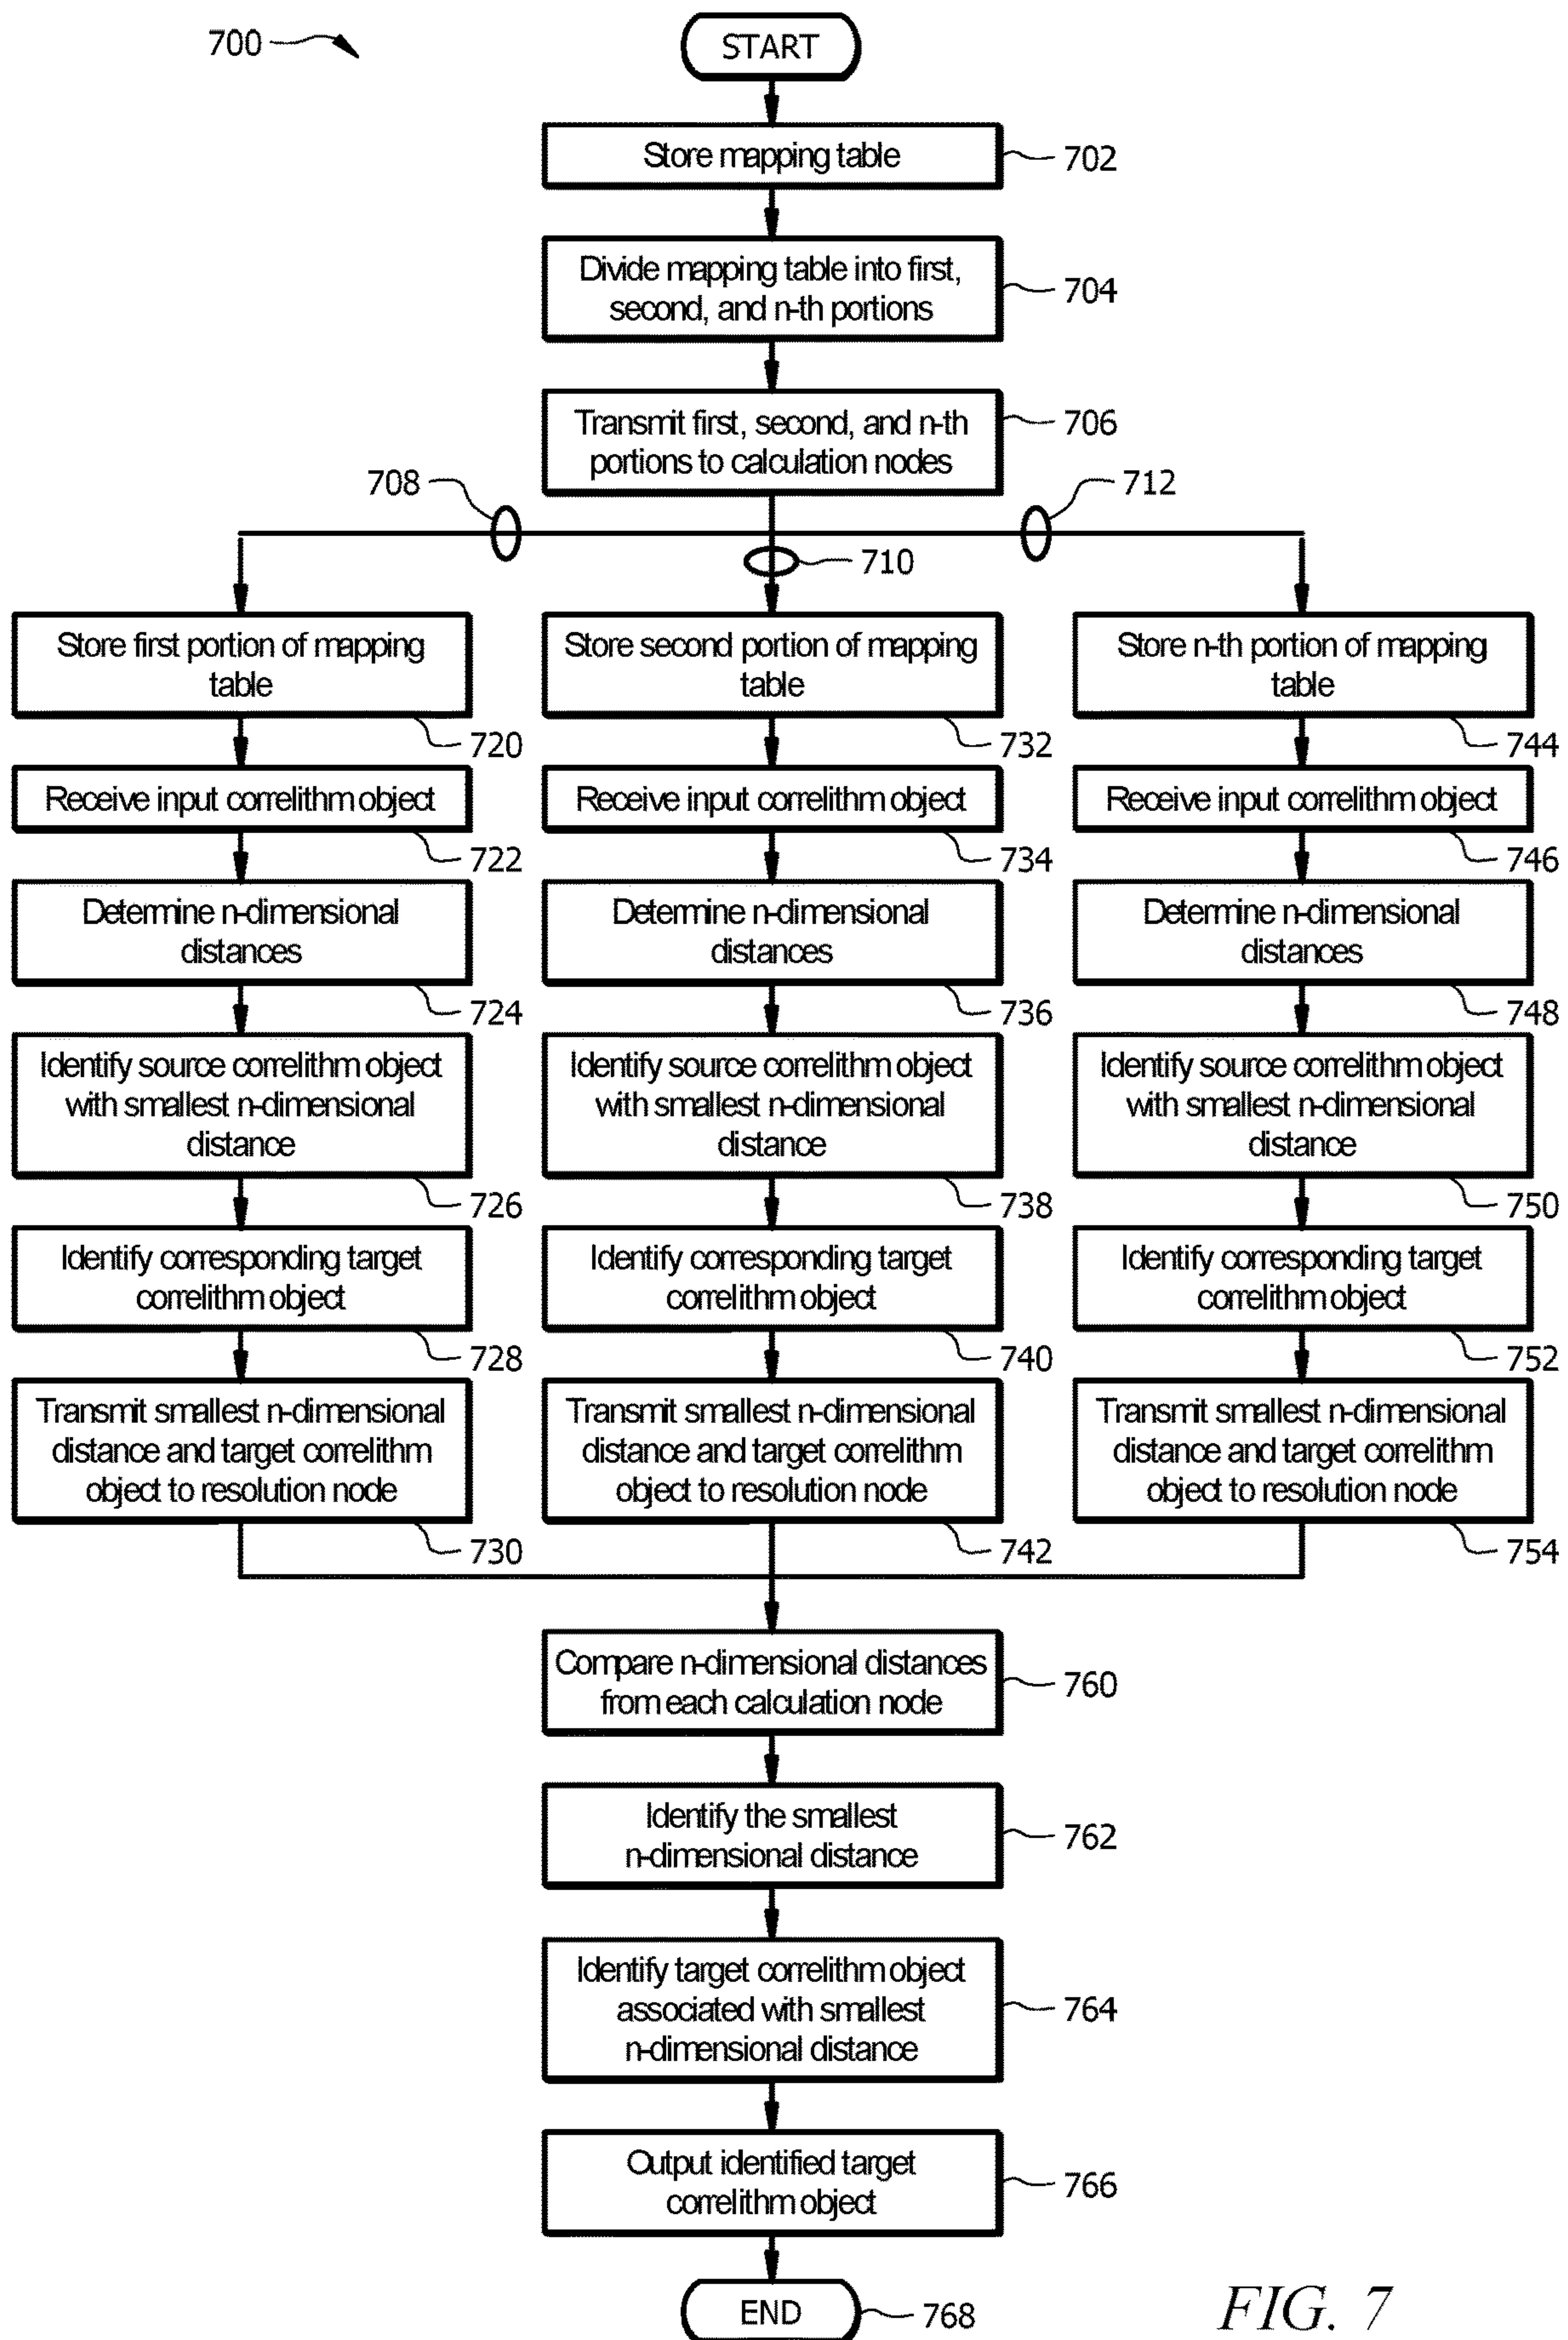 700
START
Store mapping table
702
Divide mapping table into first,
second, and n-th portions
704
Transmit first, second, and n-th
portions to calculation nodes
706
708
712
710
Store first portion of mapping
table
720
Store second portion of mapping
table
732
Store n-th portion of mapping
table
744
Receive input correlithm object
722
Receive input correlithm object
734
Receive input correlithm object
746
Determine n-dimensional
distances
724
Determine n-dimensional
distances
736
Determine n-dimensional
distances
748
Identify source correlithm object
with smallest n-dimensional
distance
726
Identify source correlithm object
with smallest n-dimensional
distance
738
Identify source correlithm object
with smallest n-dimensional
distance
750
Identify corresponding target
correlithm object
728
Identify corresponding target
correlithm object
740
Identify corresponding target
correlithm object
752
Transmit smallest n-dimensional
distance and target correlithm
object to resolution node
730
Transmit smallest n-dimensional
distance and target correlithm
object to resolution node
742
Transmit smallest n-dimensional
distance and target correlithm
object to resolution node
754
Compare n-dimensional distances
from each calculation node
760
Identify the smallest
n-dimensional distance
762
Identify target correlithm object
associated with smallest
n-dimensional distance
764
Output identified target
correlithm object
766
END
768
FIG. 7